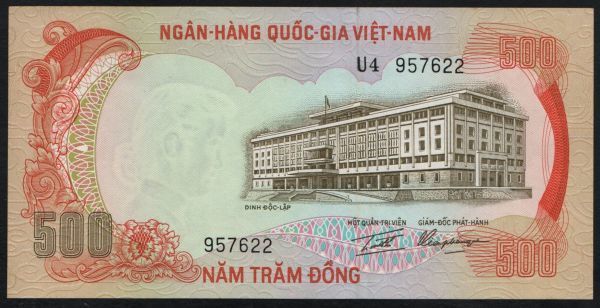 NGÂN-HÀNG QUỐC-GIA VIỆT-NAM
500
U4 957622
DINH ĐỘC-LẬP
MỘT QUẢN-TRỊ-VIÊN GIÁM-ĐỐC PHÁT-HÀNH
500 957622 500
NĂM TRĂM ĐỒNG